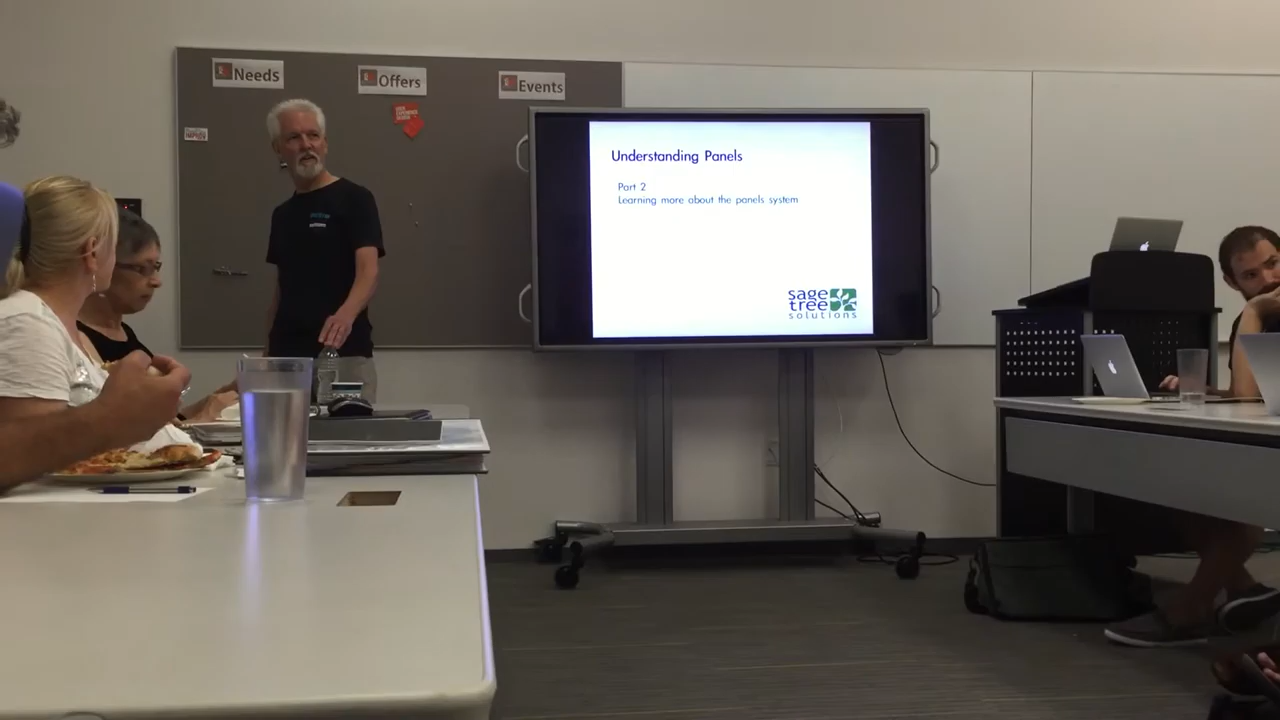 Needs
Offers
Events
Understanding Panels
Part 2
Learning more about the panels system
sage
tree
solutions